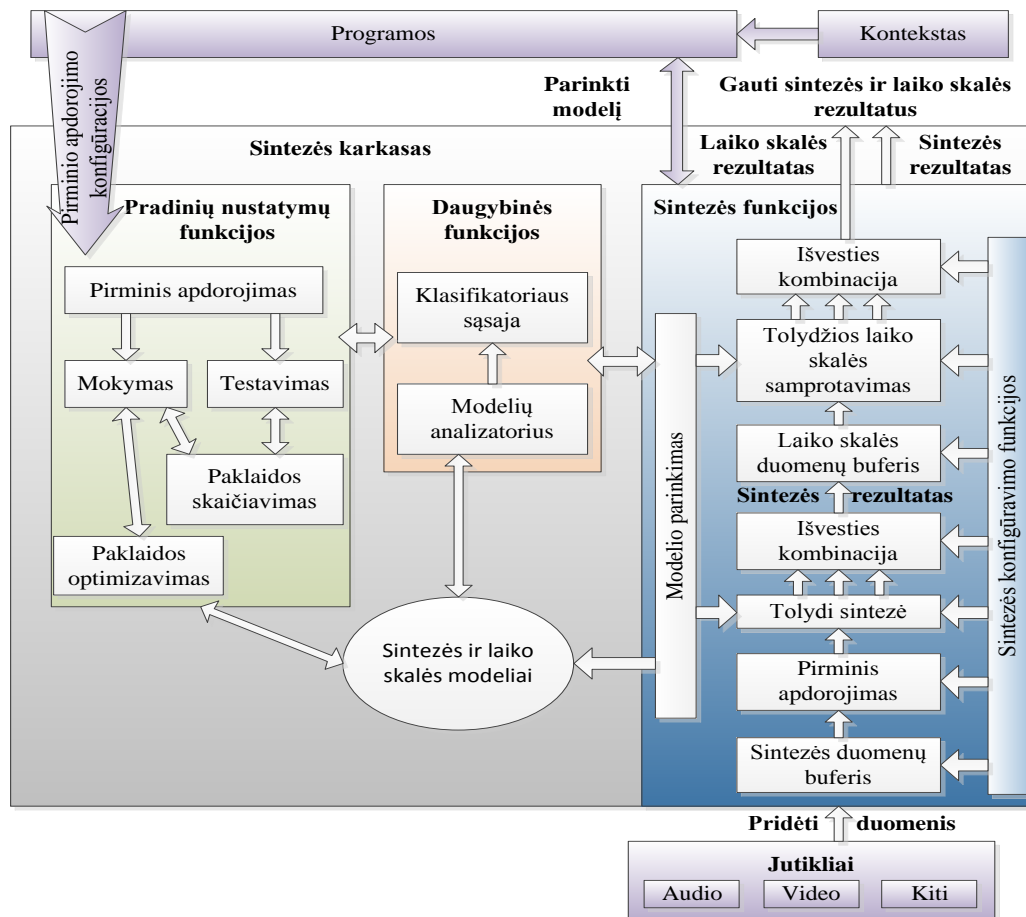 Programos
Kontekstas
Pirminio apdorojimo
konfigūracijos
Parinkti
modelį
Gauti sintezės ir laiko skalės
rezultatus
Sintezės karkasas
Laiko skalės
rezultatas
Sintezės
rezultatas
Pradinių nustatymų
funkcijos
Pirminis apdorojimas
Mokymas
Testavimas
Paklaidos
skaičiavimas
Paklaidos
optimizavimas
Daugybinės
funkcijos
Klasifikatoriaus
sąsaja
Modelių
analizatorius
Sintezės ir laiko
skalės modeliai
Sintezės funkcijos
Modelio parinkimas
Išvesties
kombinacija
Tolydžios laiko
skalės
samprotavimas
Laiko skalės
duomenų buferis
Sintezės rezultatas
Išvesties
kombinacija
Tolydi sintezė
Pirminis
apdorojimas
Sintezės duomenų
buferis
Sintezės konfigūravimo funkcijos
Pridėti duomenis
Jutikliai
Audio
Video
Kiti